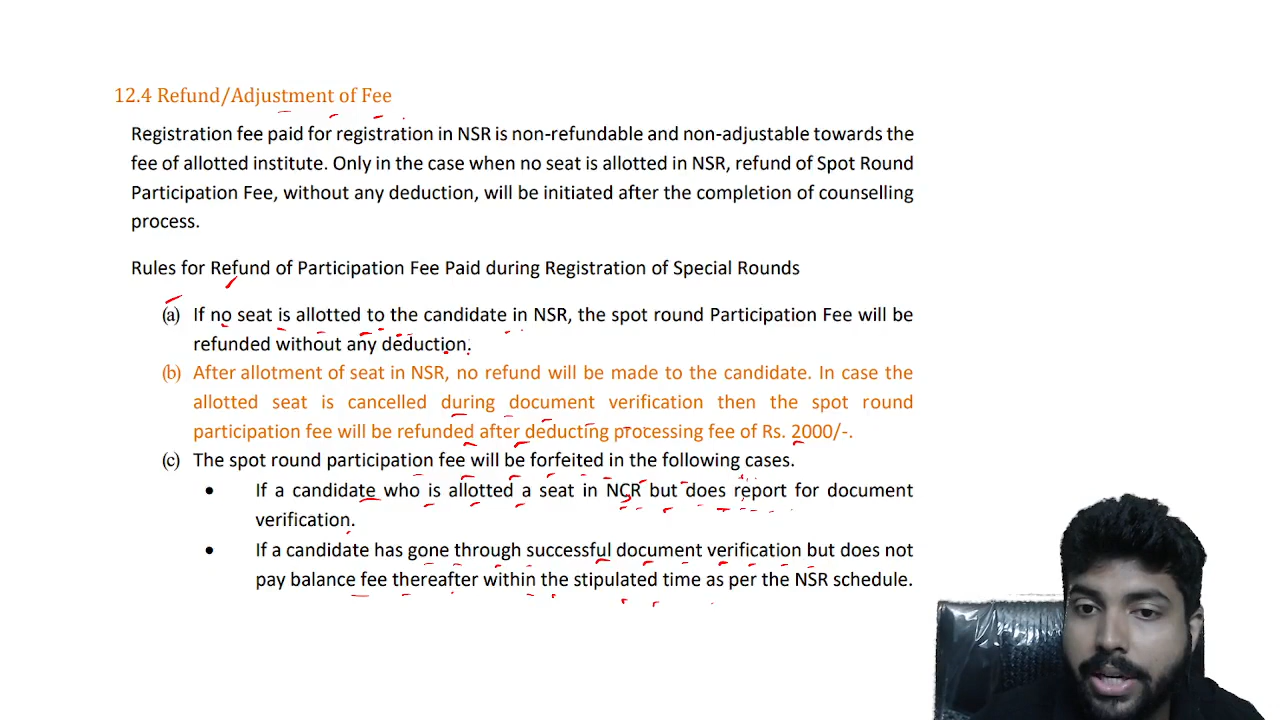 12.4 Refund/Adjustment of Fee
Registration fee paid for registration in NSR is non-refundable and non-adjustable towards the
fee of allotted institute. Only in the case when no seat is allotted in NSR, refund of Spot Round
Participation Fee, without any deduction, will be initiated after the completion of counselling
process.
Rules for Refund of Participation Fee Paid during Registration of Special Rounds
(a) If no seat is allotted to the candidate in NSR, the spot round Participation Fee will be
refunded without any deduction.
(b) After allotment of seat in NSR, no refund will be made to the candidate. In case the
allotted seat is cancelled during document verification then the spot round
participation fee will be refunded after deducting processing fee of Rs. 2000/-.
(c) The spot round participation fee will be forfeited in the following cases.
• If a candidate who is allotted a seat in NCR but does report for document
verification.
• If a candidate has gone through successful document verification but does not
pay balance fee thereafter within the stipulated time as per the NSR schedule.